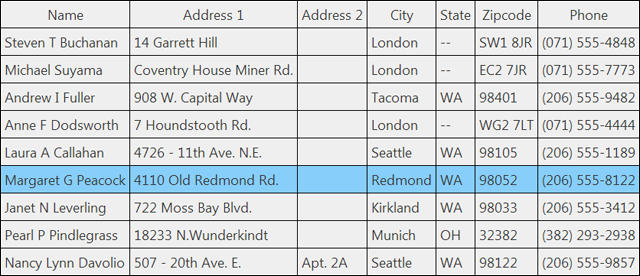 Name Address 1 Address 2 City State Zipcode Phone
Steven T Buchanan 14 Garrett Hill London -- SW1 8JR (071) 555-4848
Michael Suyama Coventry House Miner Rd. London -- EC2 7JR (071) 555-7773
Andrew I Fuller 908 W. Capital Way Tacoma WA 98401 (206) 555-9482
Anne F Dodsworth 7 Houndstooth Rd. London -- WG2 7LT (071) 555-4444
Laura A Callahan 4726 - 11th Ave. N.E. Seattle WA 98105 (206) 555-1189
Margaret G Peacock 4110 Old Redmond Rd. Redmond WA 98052 (206) 555-8122
Janet N Leverling 722 Moss Bay Blvd. Kirkland WA 98033 (206) 555-3412
Pearl P Pindlegrass 18233 N.Wunderkindt Munich OH 32382 (382) 293-2938
Nancy Lynn Davolio 507 - 20th Ave. E. Apt. 2A Seattle WA 98122 (206) 555-9857